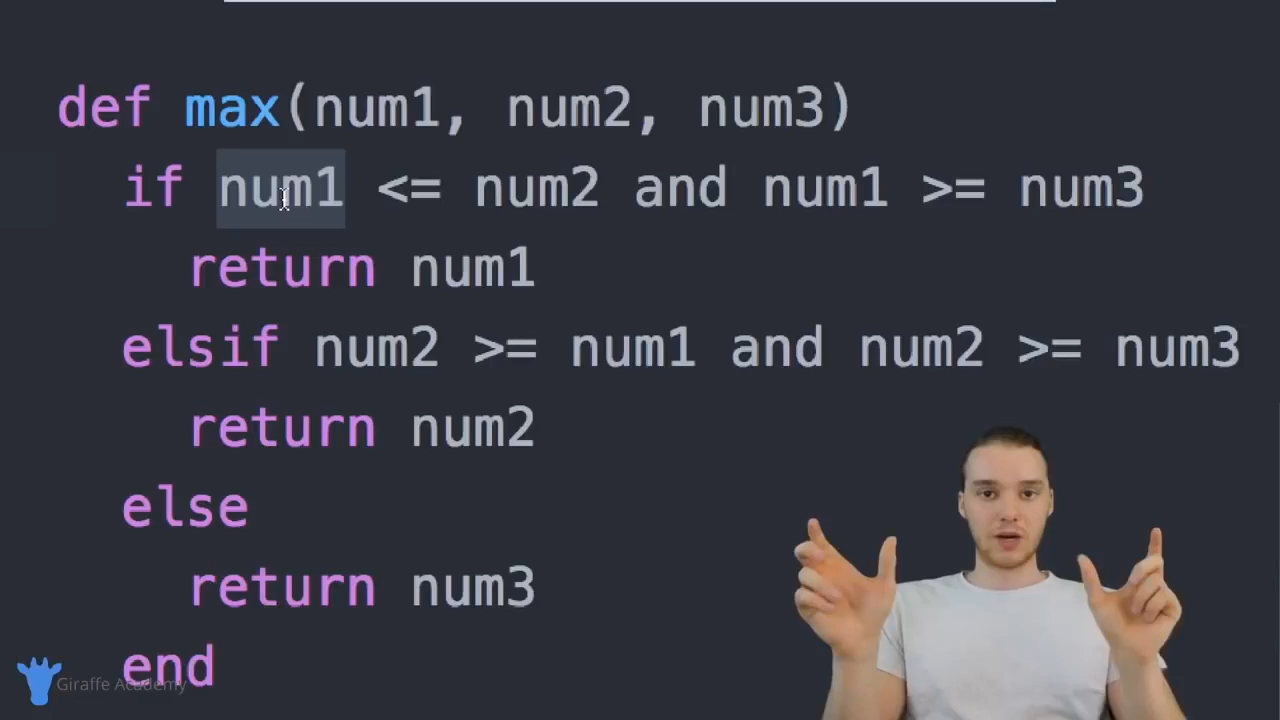 def max(num1, num2, num3)
if num1 <= num2 and num1 >= num3
return num1
elsif num2 >= num1 and num2 >= num3
return num2
else
return num3
end
Giraffe Academy